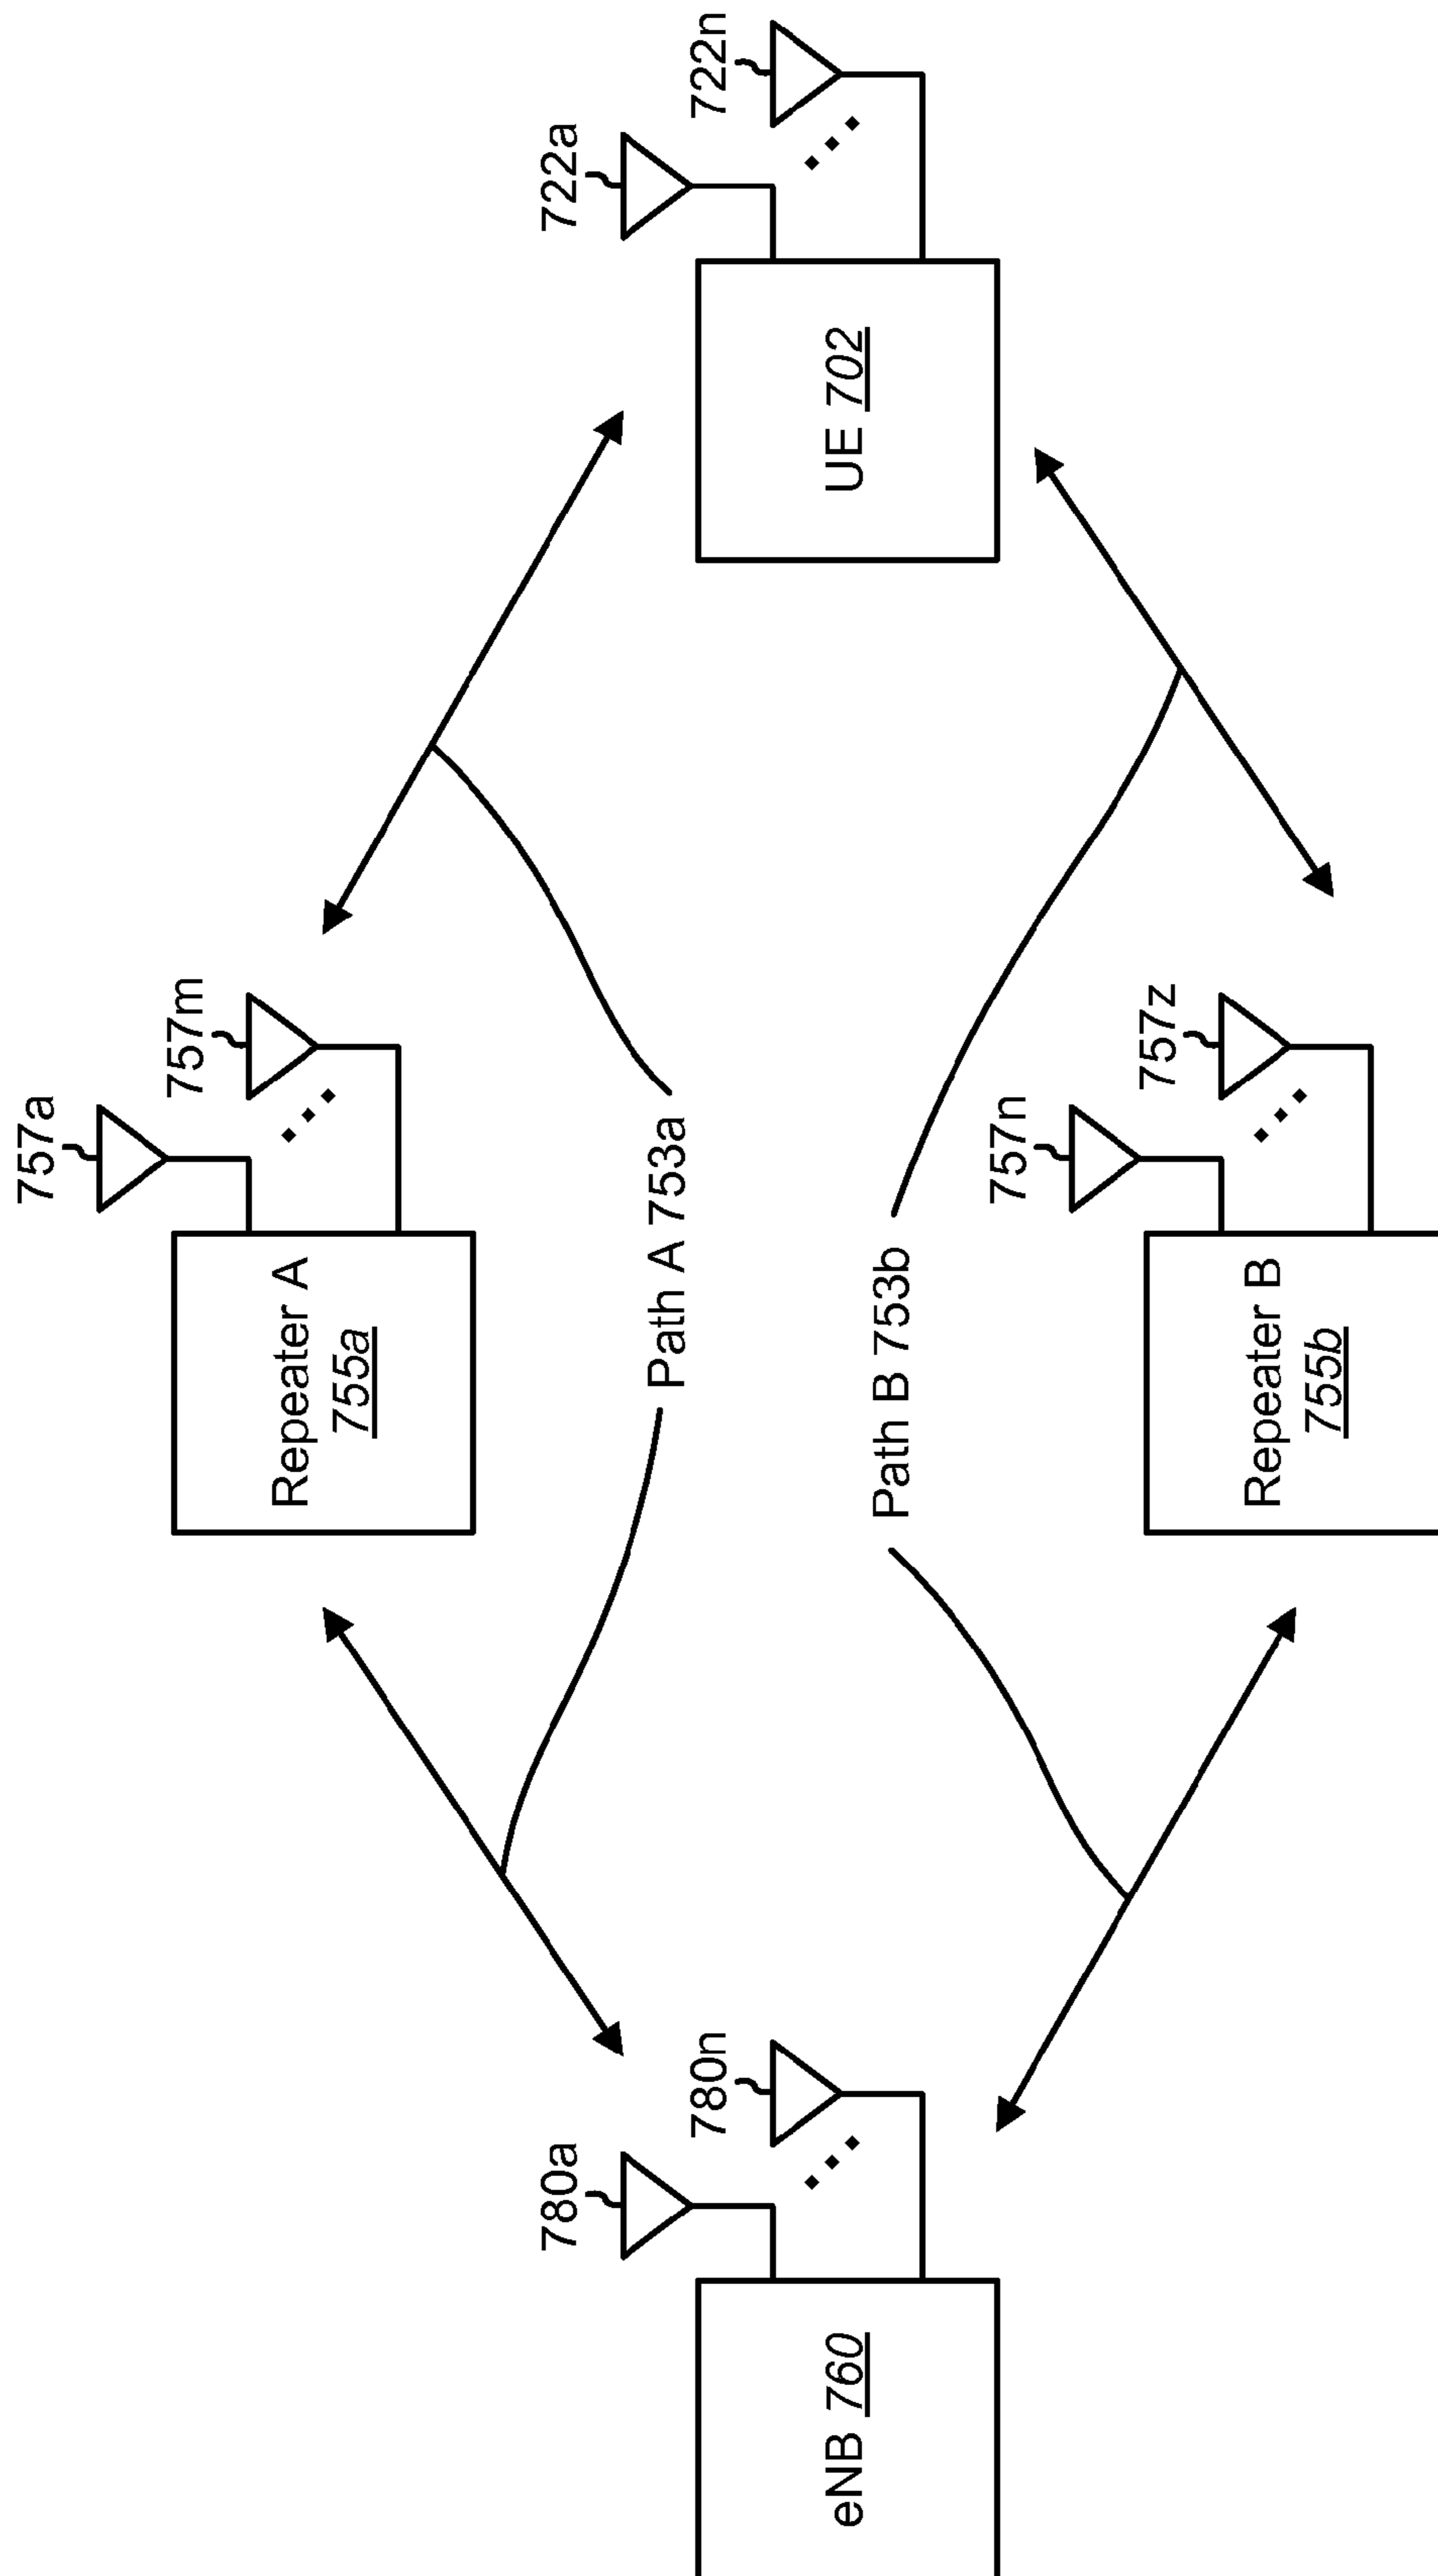 757a
757m
Repeater A
755a
780a
780n
722a
722n
Path A 753a
eNB 760
UE 702
Path B 753b
757n
757z
Repeater B
755b